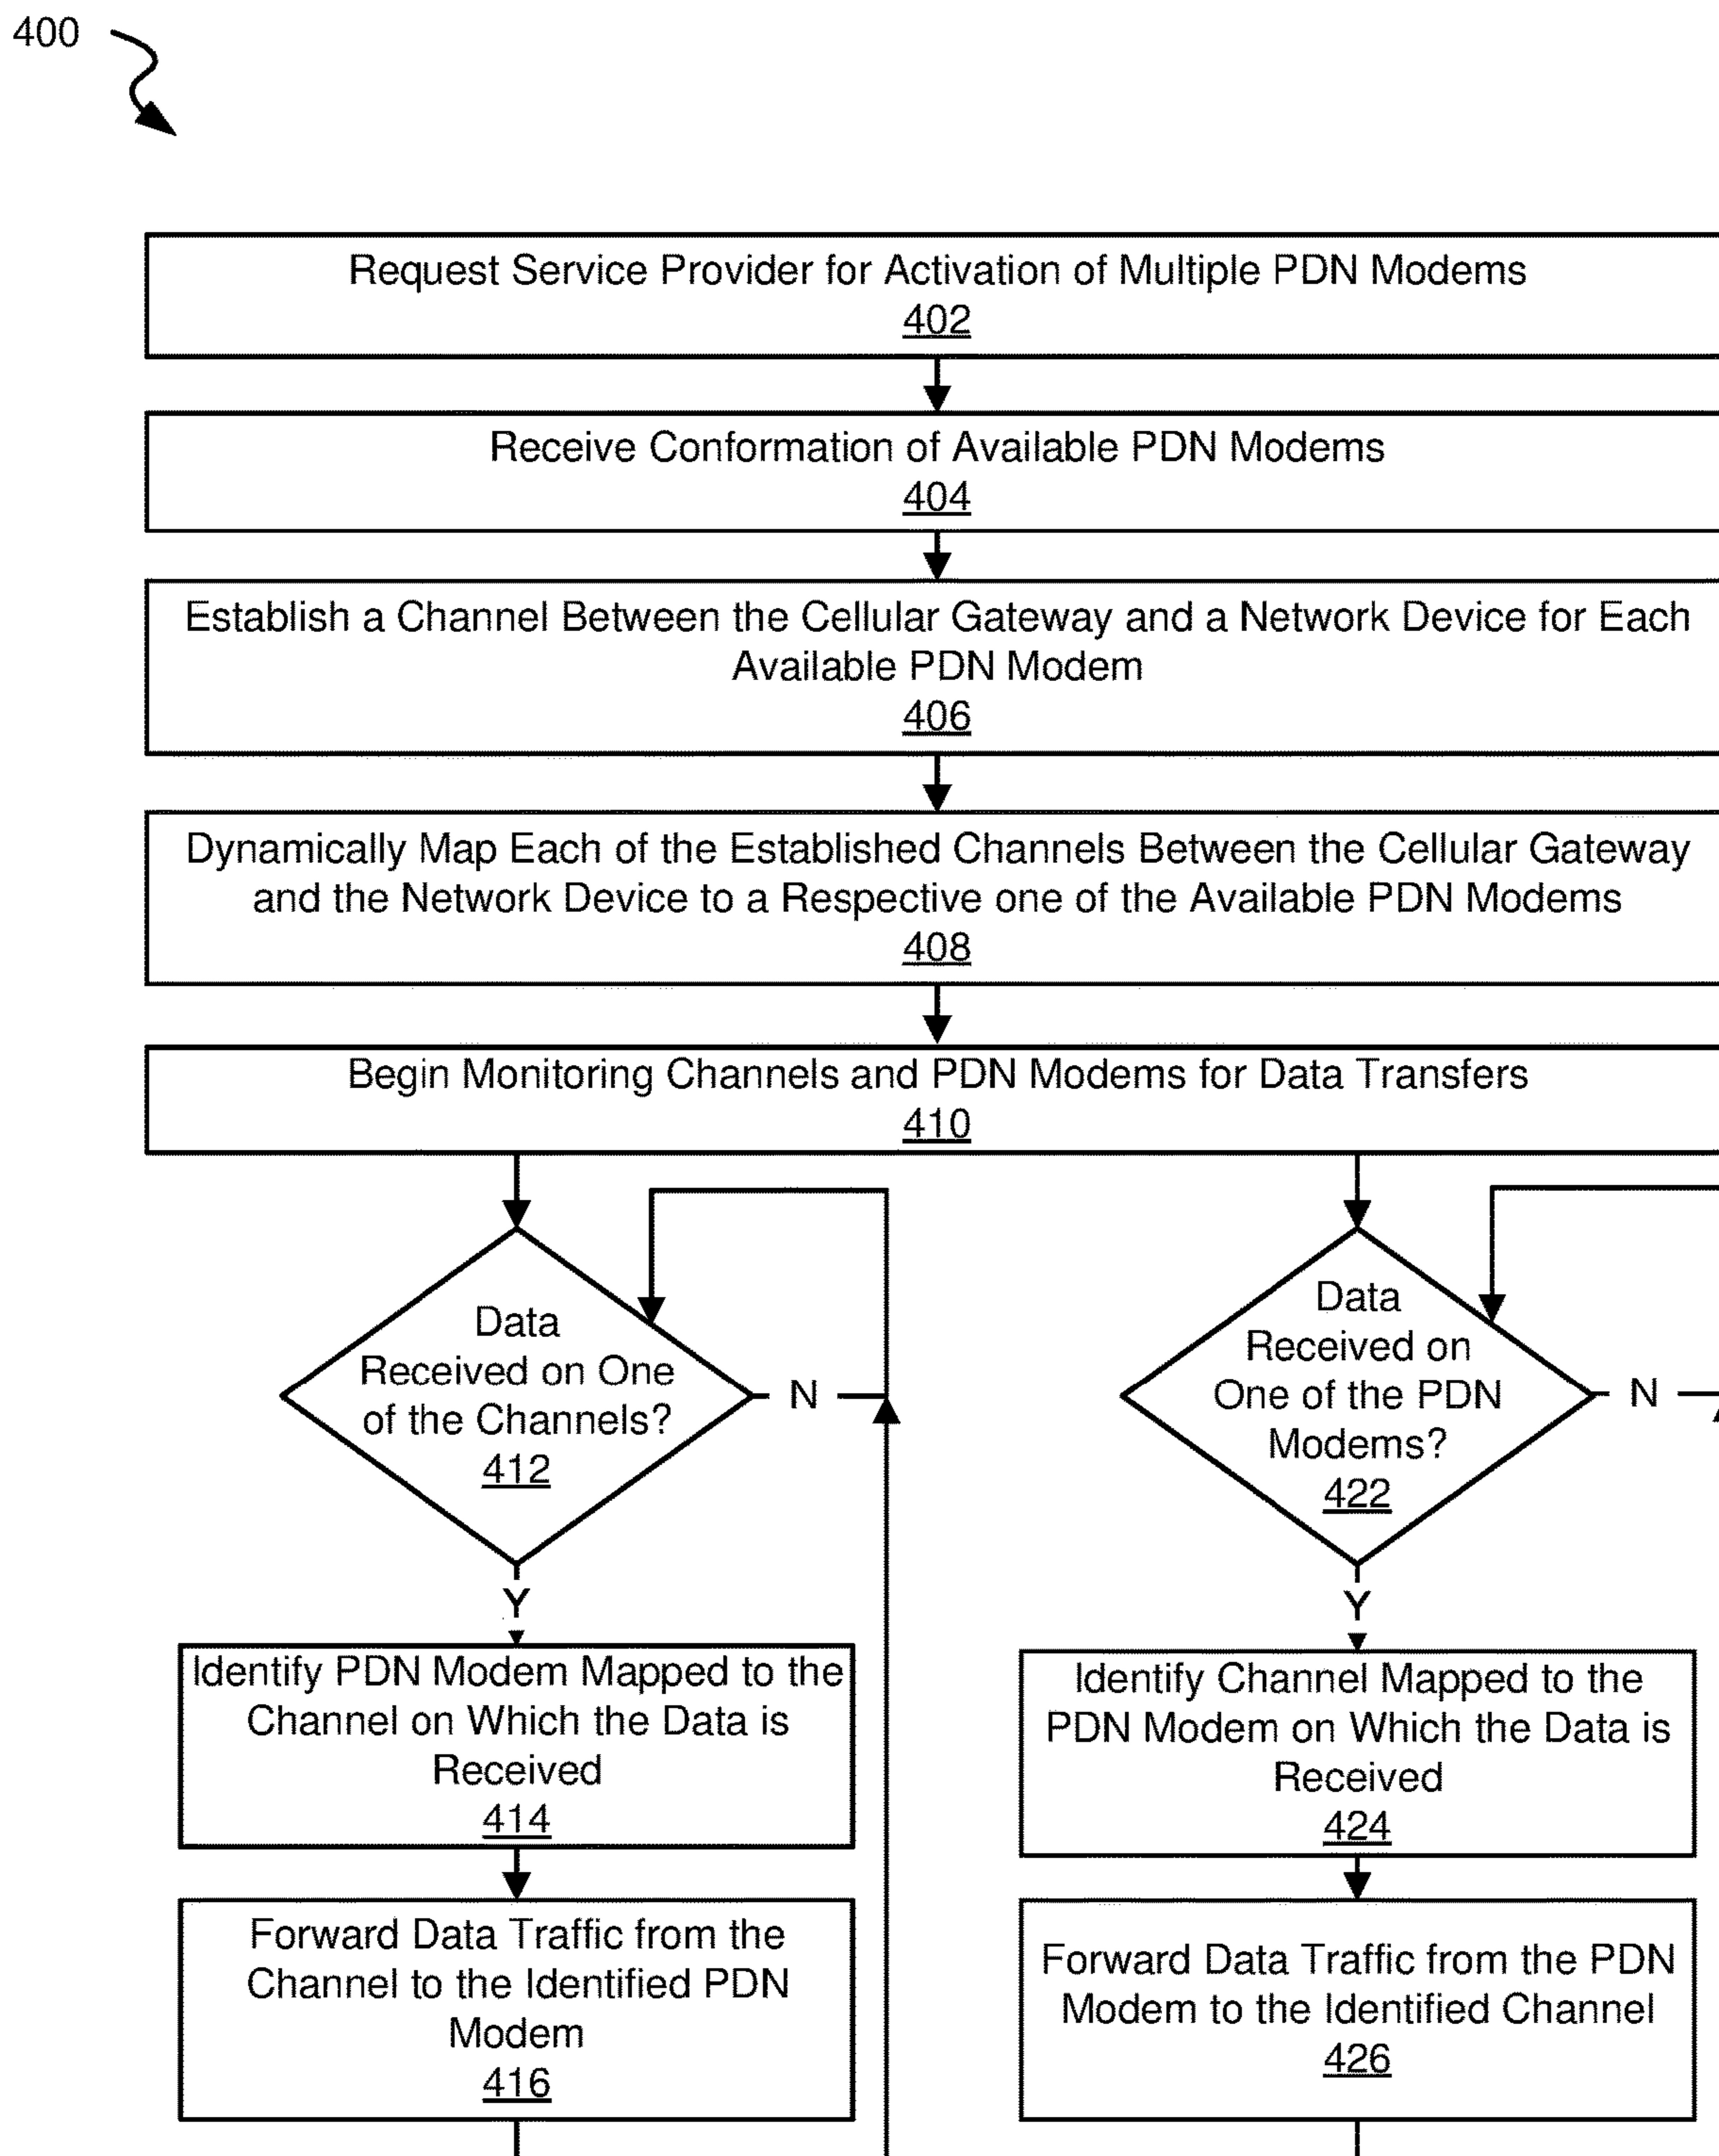 400
Request Service Provider for Activation of Multiple PDN Modems
402
Receive Conformation of Available PDN Modems
404
Establish a Channel Between the Cellular Gateway and a Network Device for Each
Available PDN Modem
406
Dynamically Map Each of the Established Channels Between the Cellular Gateway
and the Network Device to a Respective one of the Available PDN Modems
408
Begin Monitoring Channels and PDN Modems for Data Transfers
410
Data
Received on One
of the Channels?
412
N
Y
Identify PDN Modem Mapped to the
Channel on Which the Data is
Received
414
Forward Data Traffic from the
Channel to the Identified PDN
Modem
416
Data
Received on
One of the PDN
Modems?
422
N
Y
Identify Channel Mapped to the
PDN Modem on Which the Data is
Received
424
Forward Data Traffic from the PDN
Modem to the Identified Channel
426